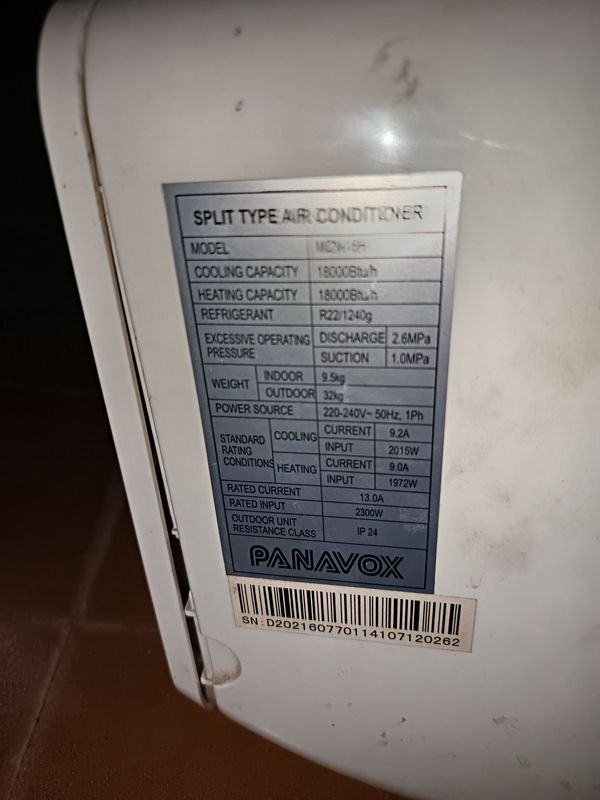 SPLIT TYPE AIR CONDITIONER
MODEL
COOLING CAPACITY 18000Btu/h
HEATING CAPACITY 18000Btu/h
REFRIGERANT R22/1240g
EXCESSIVE OPERATING PRESSURE DISCHARGE 2.6MPa
SUCTION 1.0MPa
WEIGHT INDOOR 9.5kg
OUTDOOR 32kg
POWER SOURCE 220-240V~ 50Hz, 1Ph
STANDARD RATING CONDITIONS COOLING CURRENT 9.2A
INPUT 2015W
HEATING CURRENT 9.0A
INPUT 1972W
RATED CURRENT 13.0A
RATED INPUT 2300W
OUTDOOR UNIT RESISTANCE CLASS IP 24
PANAVOX
SN:D202160770114107120262